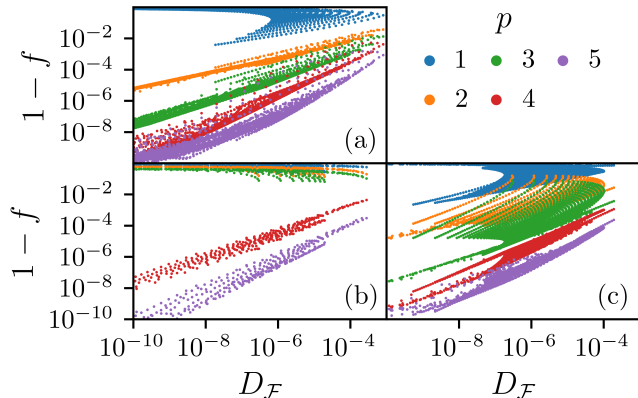 1 − f
10⁻²
10⁻⁴
10⁻⁶
10⁻⁸
(a)
p
1 3 5
2 4
1 − f
10⁻²
10⁻⁴
10⁻⁶
10⁻⁸
10⁻¹⁰
(b)
(c)
10⁻¹⁰ 10⁻⁸ 10⁻⁶ 10⁻⁴
10⁻⁸ 10⁻⁶ 10⁻⁴
D_ℱ
D_ℱ